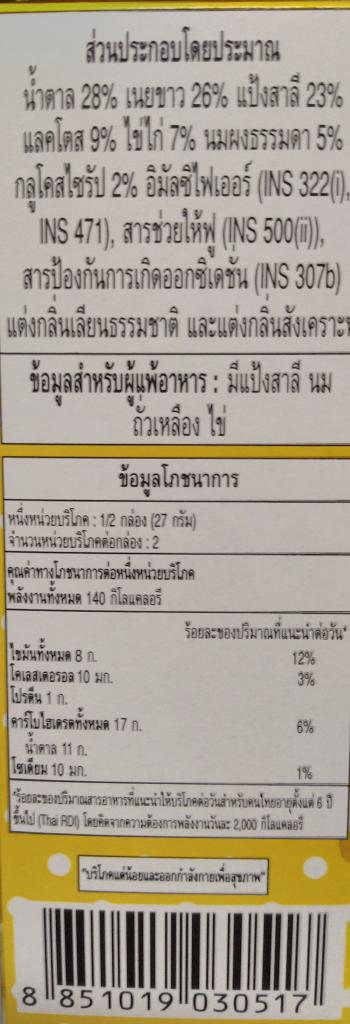 ส่วนประกอบโดยประมาณ
น้ำตาล 28% เนยขาว 26% แป้งสาลี 23%
แลคโตส 9% ไข่ไก่ 7% นมผงธรรมดา 5%
กลูโคสไซรัป 2% อิมัลซิไฟเออร์ (INS 322(i),
INS 471), สารช่วยให้ฟู (INS 500(ii)),
สารป้องกันการเกิดออกซิเดชั่น (INS 307b)
แต่งกลิ่นเลียนธรรมชาติ และแต่งกลิ่นสังเคราะห
ข้อมูลสำหรับผู้แพ้อาหาร : มีแป้งสาลี นม
ถั่วเหลือง ไข่
ข้อมูลโภชนาการ
หนึ่งหน่วยบริโภค : 1/2 กล่อง (27 กรัม)
จำนวนหน่วยบริโภคต่อกล่อง : 2
คุณค่าทางโภชนาการต่อหนึ่งหน่วยบริโภค
พลังงานทั้งหมด 140 กิโลแคลอรี
ร้อยละของปริมาณที่แนะนำต่อวัน*
ไขมันทั้งหมด 8 ก. 12%
โคเลสเตอรอล 10 มก. 3%
โปรตีน 1 ก.
คาร์โบไฮเดรตทั้งหมด 17 ก. 6%
น้ำตาล 11 ก.
โซเดียม 10 มก. 1%
*ร้อยละของปริมาณสารอาหารที่แนะนำให้บริโภคต่อวันสำหรับคนไทยอายุตั้งแต่ 6 ปี
ขึ้นไป (Thai RDI) โดยคิดจากความต้องการพลังงานวันละ 2,000 กิโลแคลอรี
"บริโภคแต่น้อยและออกกำลังกายเพื่อสุขภาพ"
8 851019 030517